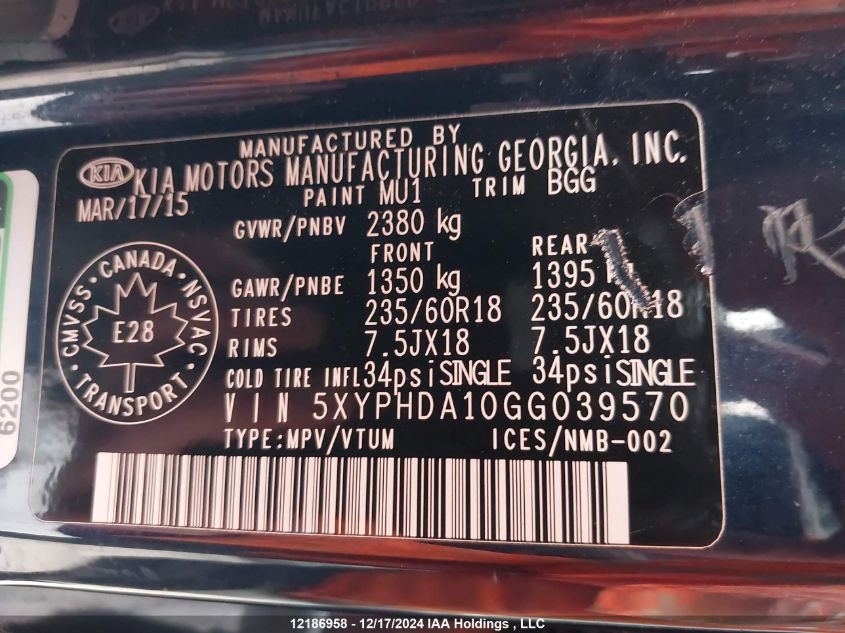 MANUFACTURED BY
KIA KIA MOTORS MANUFACTURING GEORGIA, INC.
MAR/17/15 PAINT MU1 TRIM BGG
GVWR/PNBV 2380 kg
FRONT REAR
GAWR/PNBE 1350 kg 1395
TIRES 235/60R18 235/60R18
RIMS 7.5JX18 7.5JX18
COLD TIRE INFL 34psi SINGLE 34psi SINGLE
VIN 5XYPHDA10GG039570
TYPE:MPV/VTUM ICES/NMB-002
CANADA
CMVSS • NSVAC
E28
TRANSPORT
6200
12186958 - 12/17/2024 IAA Holdings , LLC